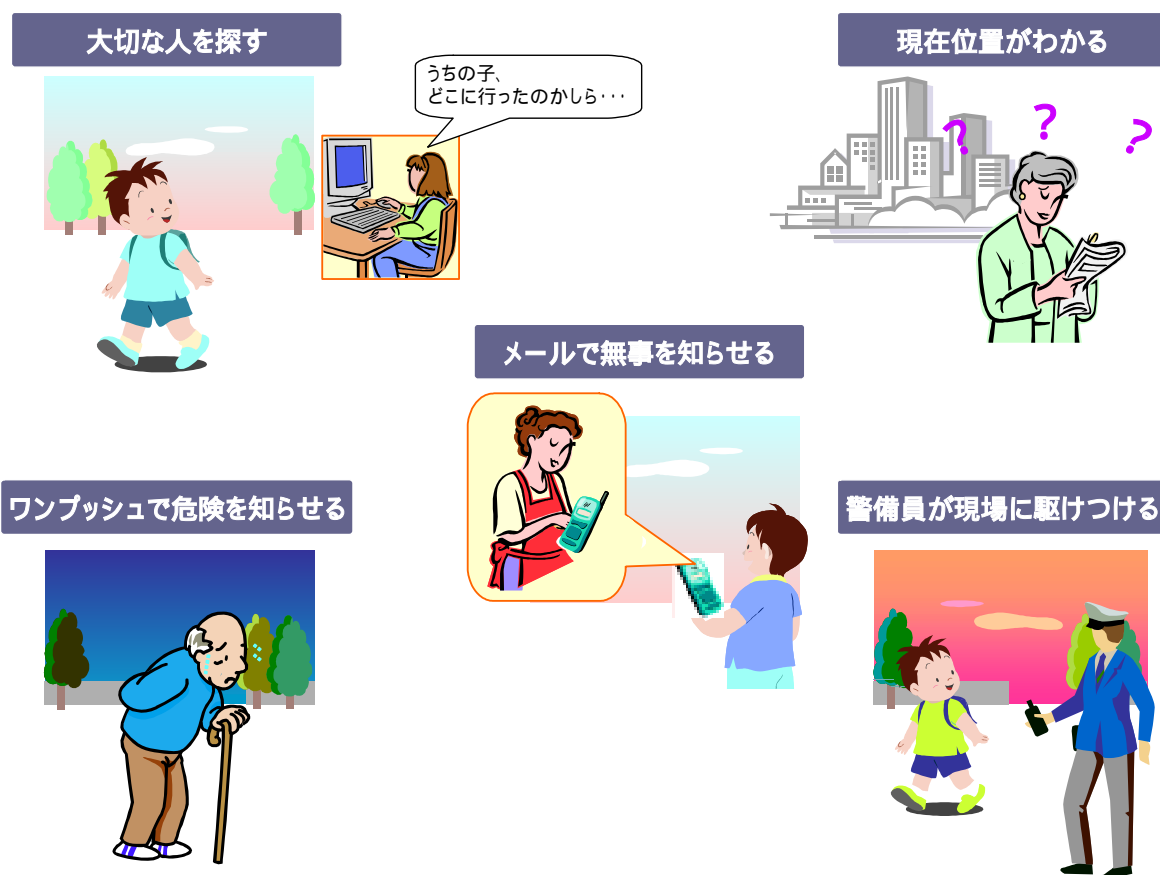 大切な人を探す
うちの子、
どこに行ったのかしら･･･
現在位置がわかる
? ? ?
メールで無事を知らせる
ワンプッシュで危険を知らせる
警備員が現場に駆けつける